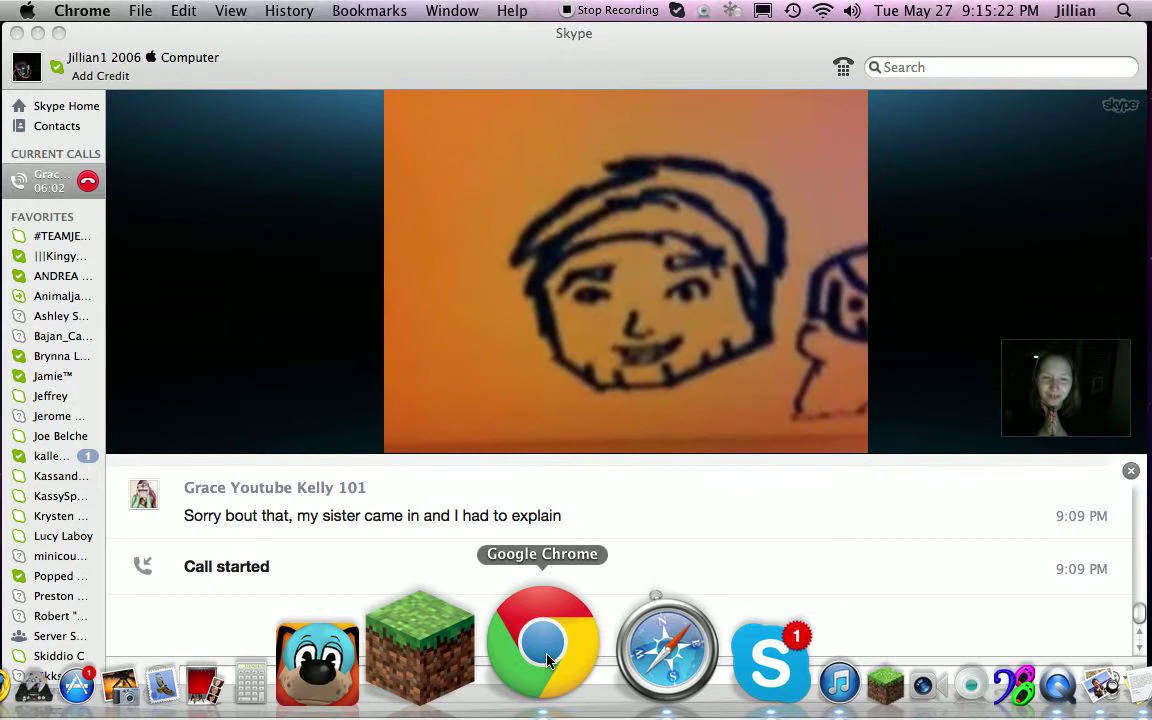 Chrome File Edit View History Bookmarks Window Help Stop Recording Tue May 27 9:15:22 PM Jillian
Skype
Jillian1 2006 Computer
Add Credit
Search
Skype Home
Contacts
CURRENT CALLS
Grac...
06:02
FAVORITES
#TEAMJE...
|||Kingy...
ANDREA ...
Animalja...
Ashley S...
Bajan_Ca...
Brynna L...
Jamie™
Jeffrey
Jerome ...
Joe Belche
kalle... 1
Kassand...
KassySp...
Krysten ...
Lucy Laboy
minicou...
Popped ...
Preston ...
Robert "...
Server S...
Skiddio C
skype
Grace Youtube Kelly 101
Sorry bout that, my sister came in and I had to explain 9:09 PM
Call started 9:09 PM
Google Chrome
1
1